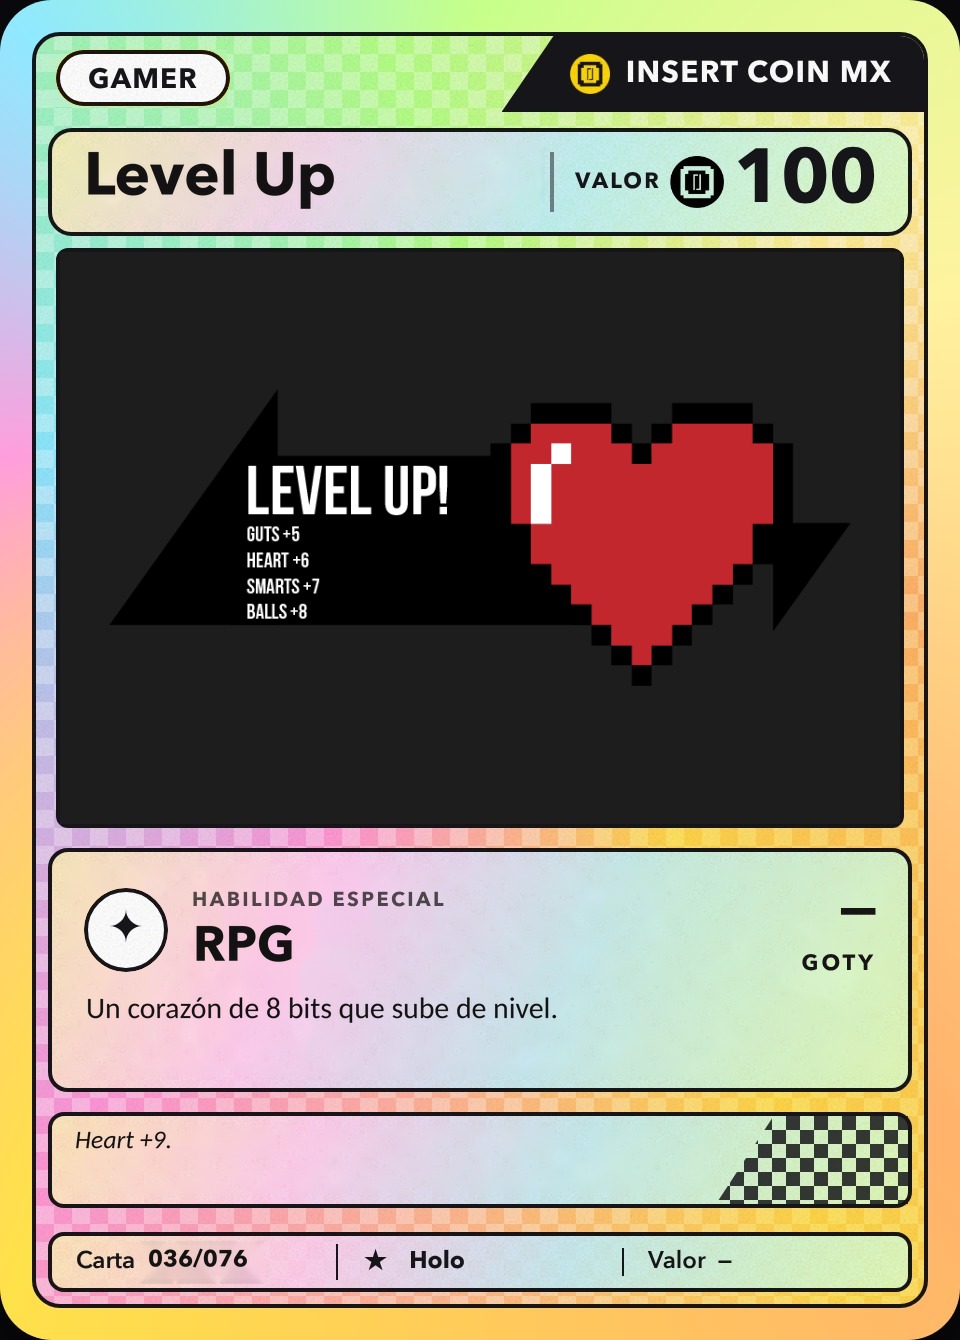 GAMER
INSERT COIN MX
Level Up
VALOR 100
LEVEL UP!
GUTS +5
HEART +6
SMARTS +7
BALLS +8
HABILIDAD ESPECIAL
RPG
–
GOTY
Un corazón de 8 bits que sube de nivel.
Heart +9.
Carta 036/076
★ Holo
Valor –